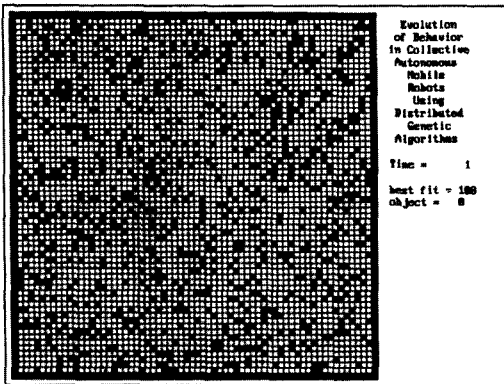 Evolution
of Behavior
in Collective
Autonomous
Mobile
Robots
Using
Distributed
Genetic
Algorithms
Time = 1
best fit = 100
object = 0